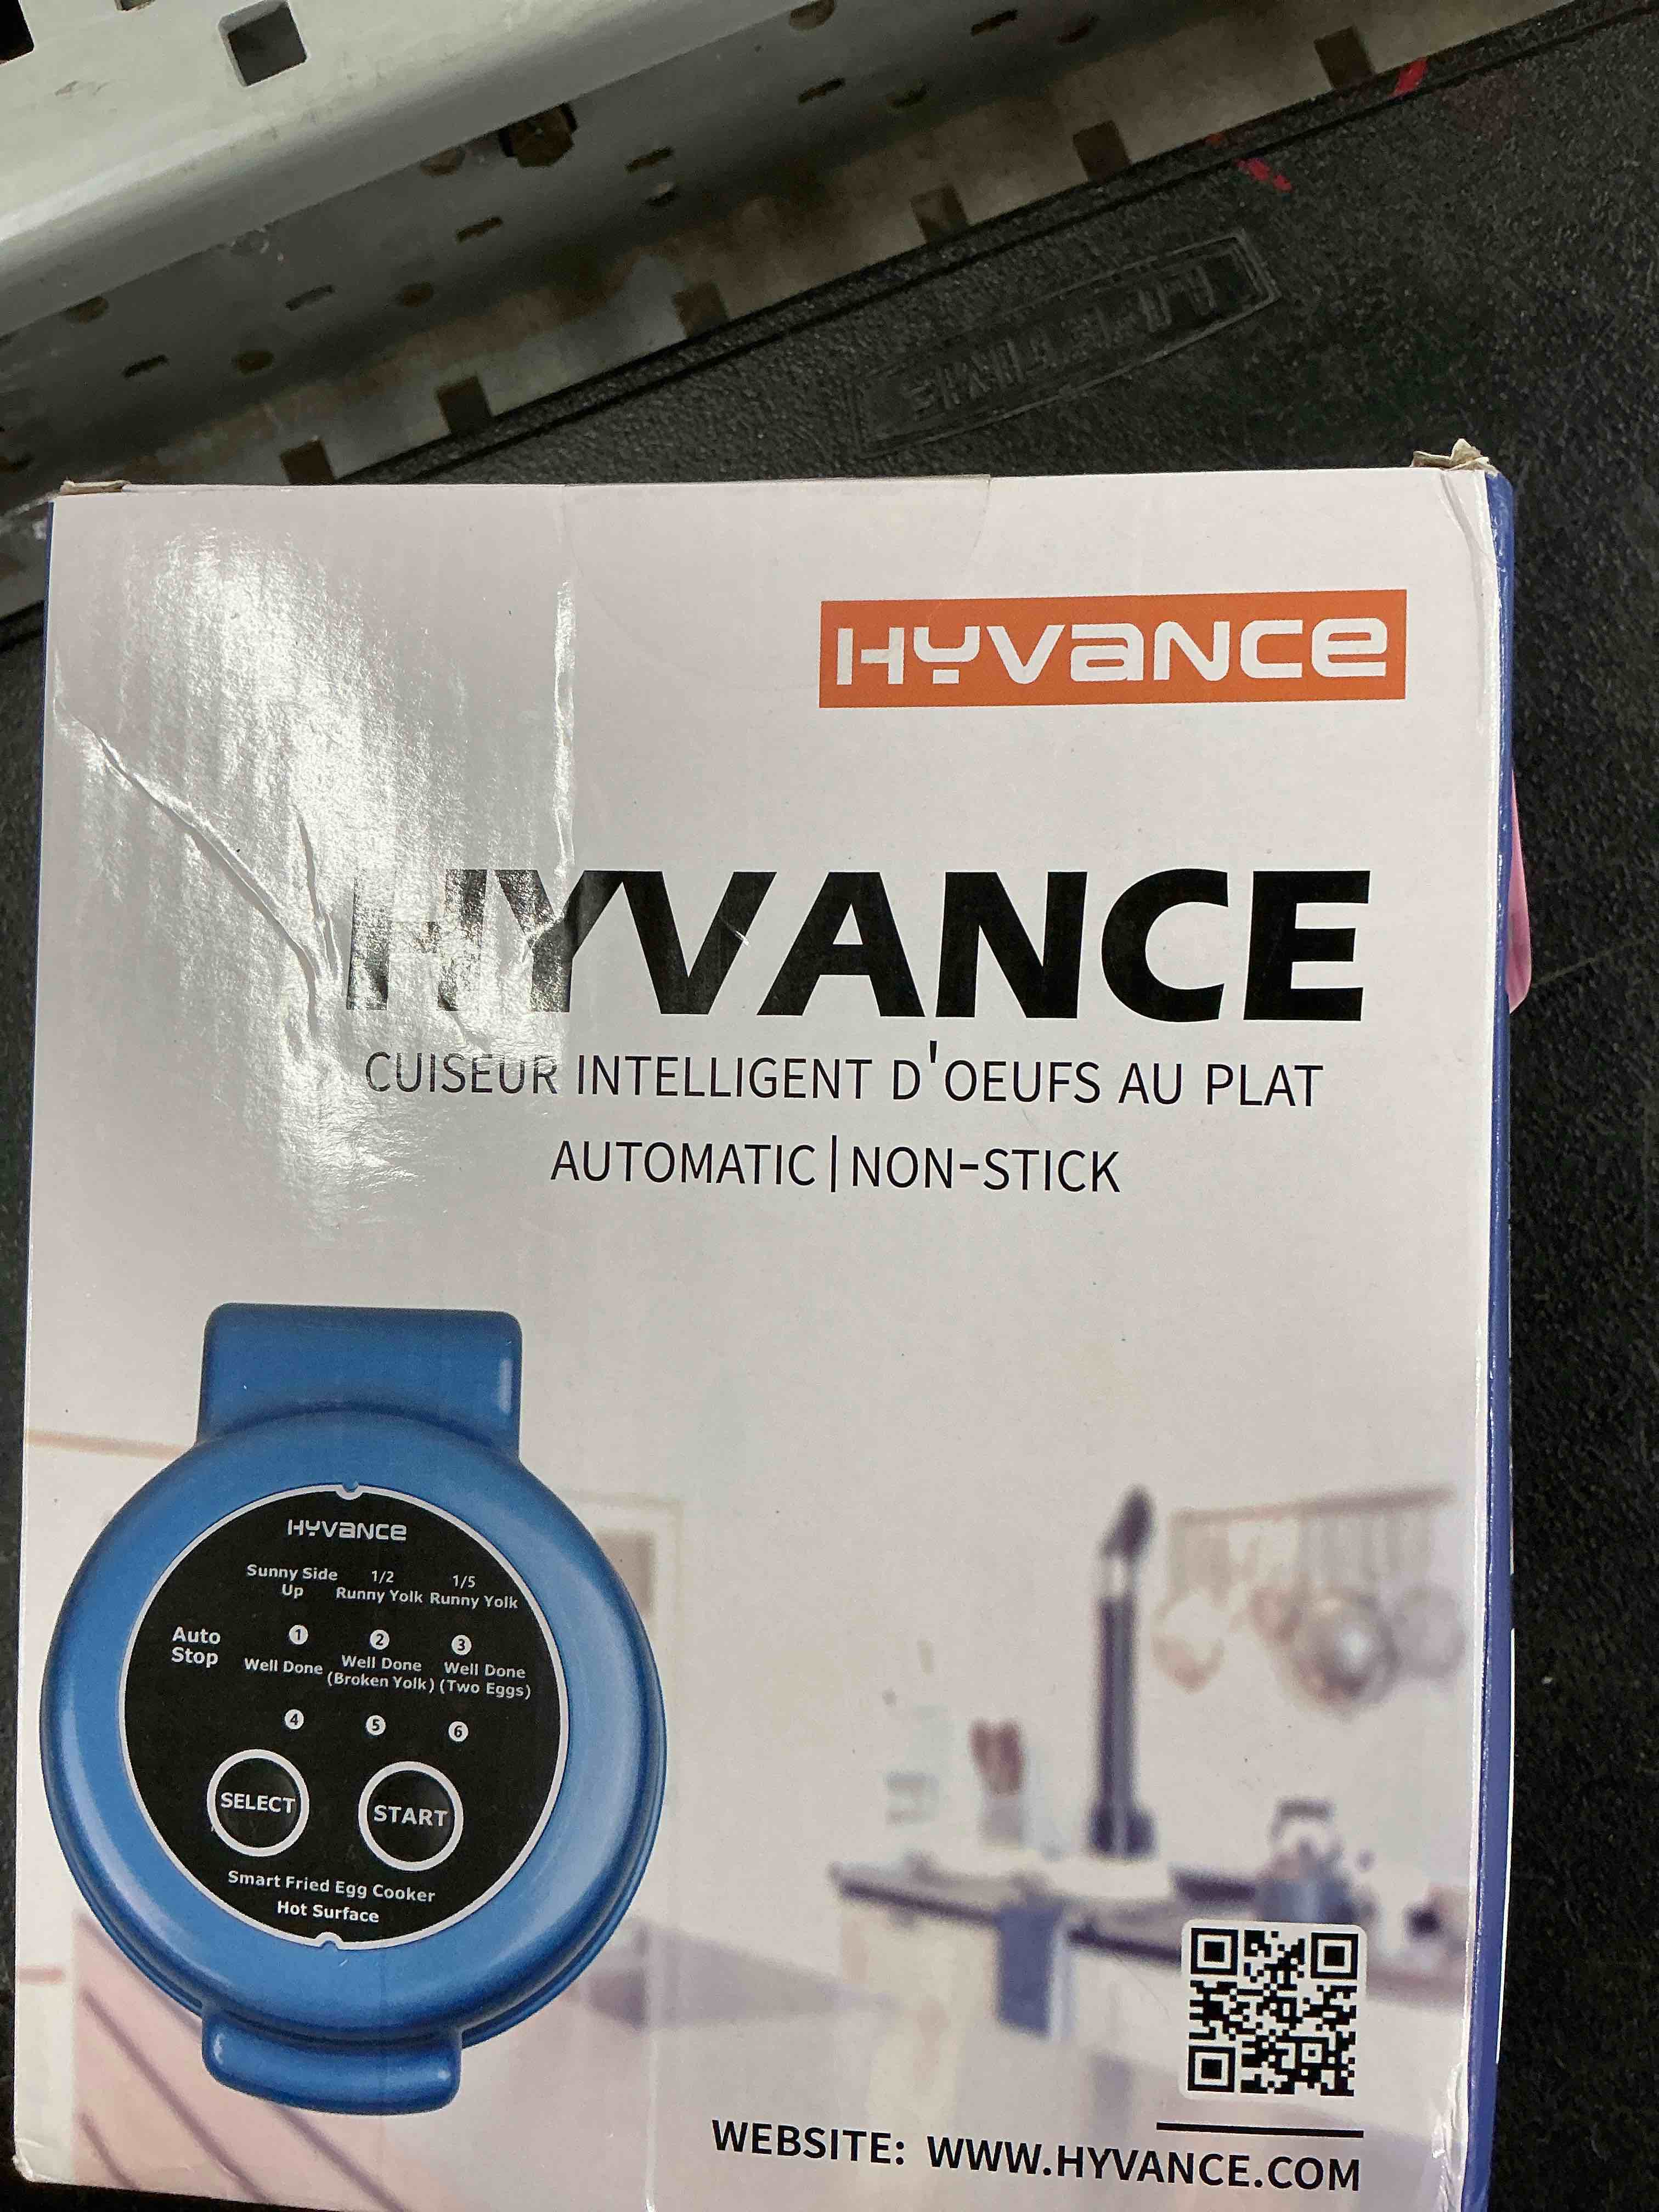 HYVANCE
HYVANCE
CUISEUR INTELLIGENT D'OEUFS AU PLAT
AUTOMATIC|NON-STICK
HYVANCE
Sunny Side Up
1/2 Runny Yolk
1/5 Runny Yolk
Auto Stop
1 2 3
Well Done
Well Done (Broken Yolk)
Well Done (Two Eggs)
4 5 6
SELECT
START
Smart Fried Egg Cooker
Hot Surface
WEBSITE: WWW.HYVANCE.COM